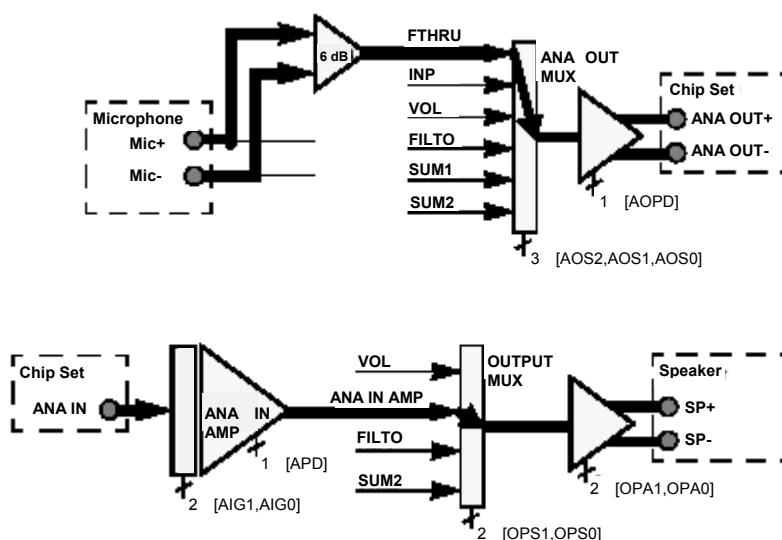 FTHRU
6 dB
ANA OUT
MUX
INP
Chip Set
VOL
ANA OUT+
Microphone
Mic+
FILTO
ANA OUT-
Mic-
SUM1
1 [AOPD]
SUM2
3 [AOS2,AOS1,AOS0]
Chip Set
VOL
OUTPUT
MUX
Speaker
ANA IN
ANA IN
AMP
ANA IN AMP
SP+
FILTO
SP-
1 [APD]
SUM2
2 [OPA1,OPA0]
2 [AIG1,AIG0]
2 [OPS1,OPS0]